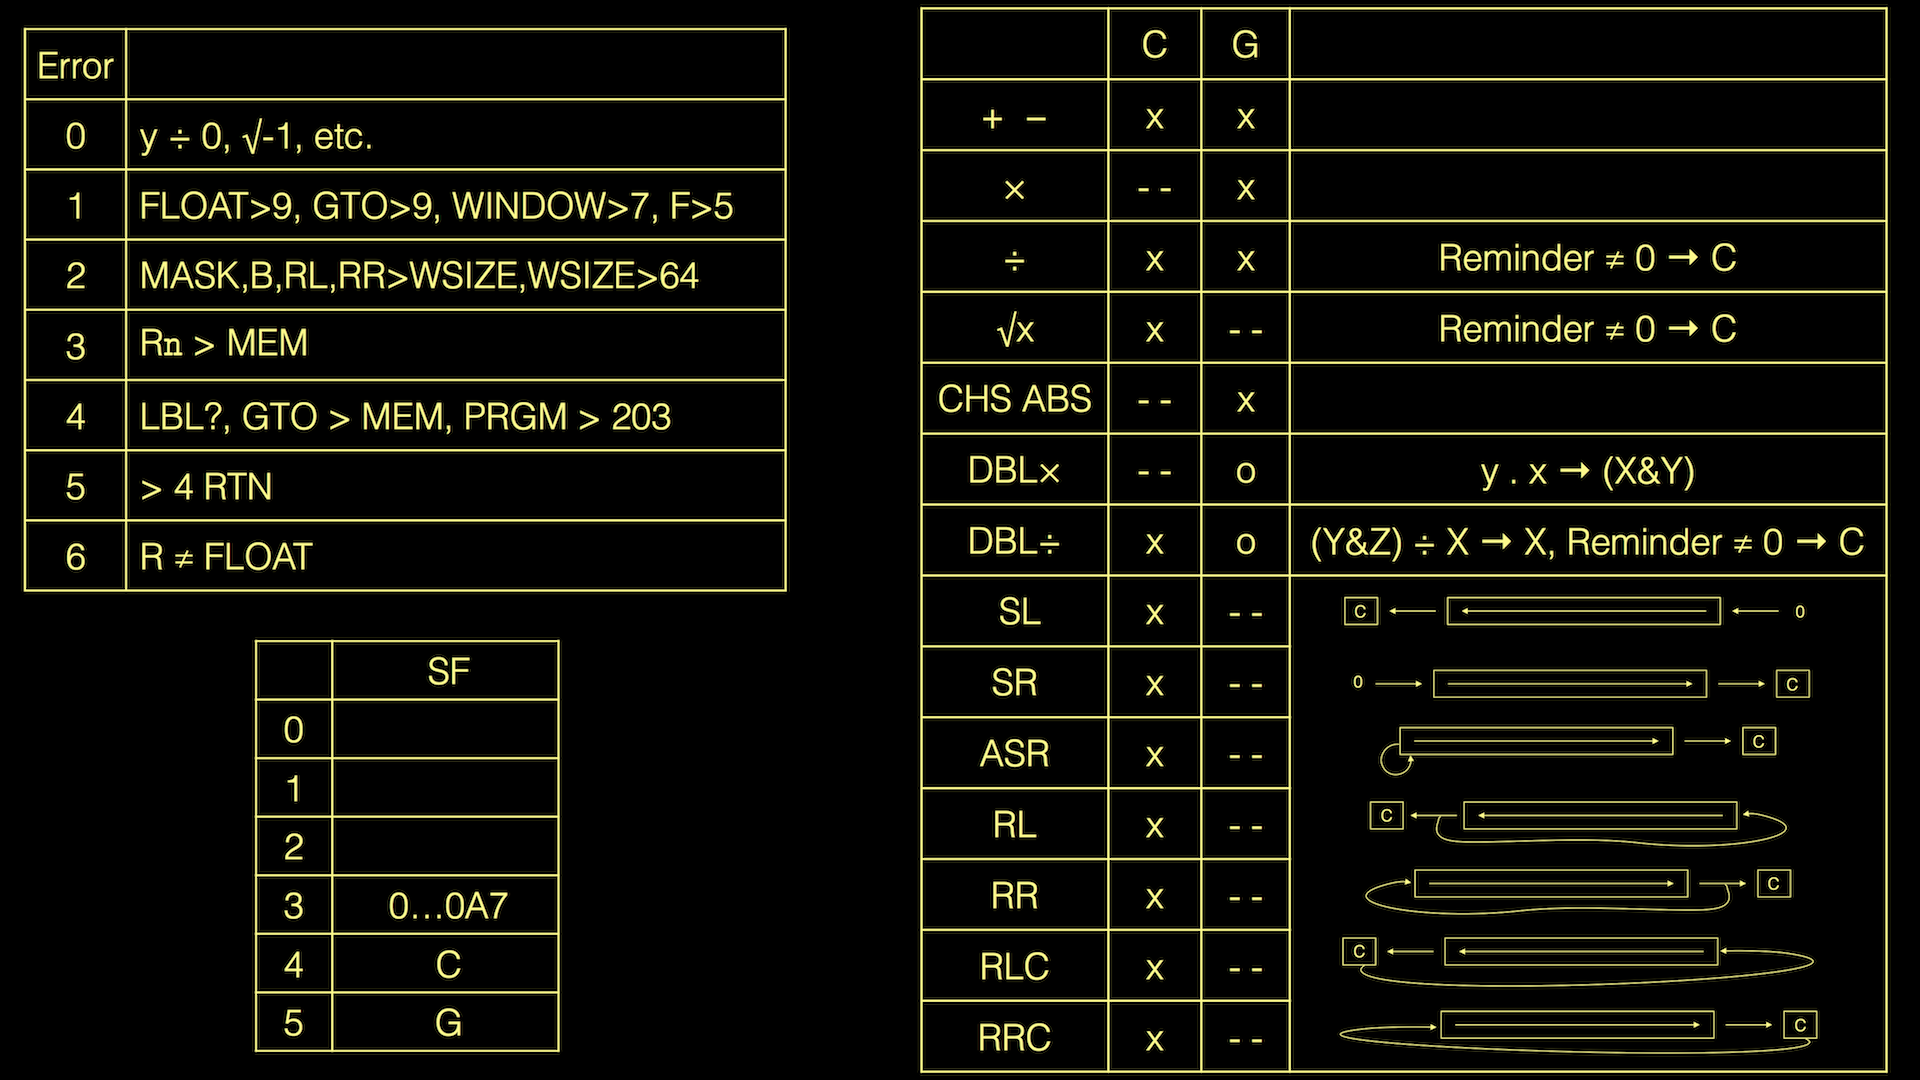 Error
0 y ÷ 0, √-1, etc.
1 FLOAT>9, GTO>9, WINDOW>7, F>5
2 MASK,B,RL,RR>WSIZE,WSIZE>64
3 Rn > MEM
4 LBL?, GTO > MEM, PRGM > 203
5 > 4 RTN
6 R ≠ FLOAT
SF
0
1
2
3 0...0A7
4 C
5 G
C G
+ − x x
× -- x
÷ x x Reminder ≠ 0 → C
√x x -- Reminder ≠ 0 → C
CHS ABS -- x
DBL× -- o y . x → (X&Y)
DBL÷ x o (Y&Z) ÷ X → X, Reminder ≠ 0 → C
SL x -- C 0
SR x -- 0 C
ASR x -- C
RL x -- C
RR x -- C
RLC x -- C
RRC x -- C